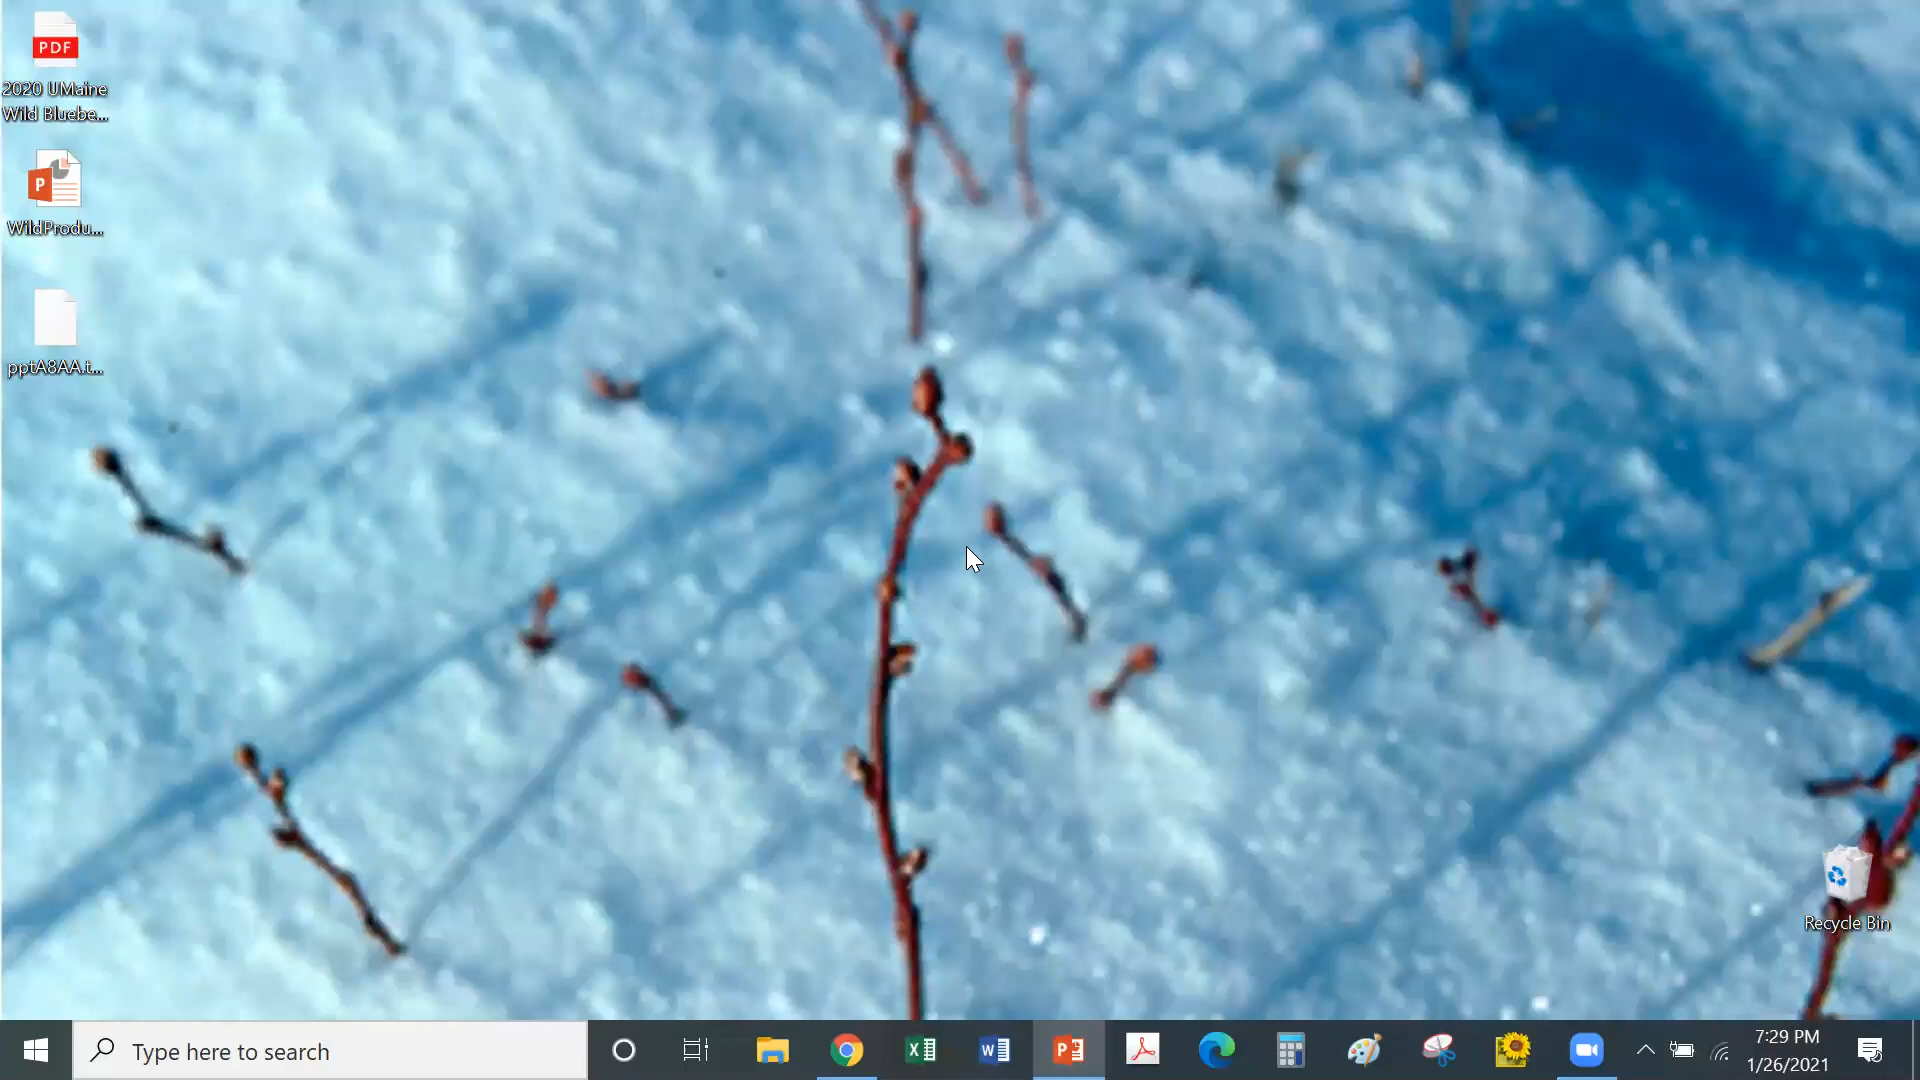 PDF
2020 UMaine
Wild Bluebe...
P
WildProdu...
pptA8AA.t...
Recycle Bin
Type here to search
7:29 PM
1/26/2021